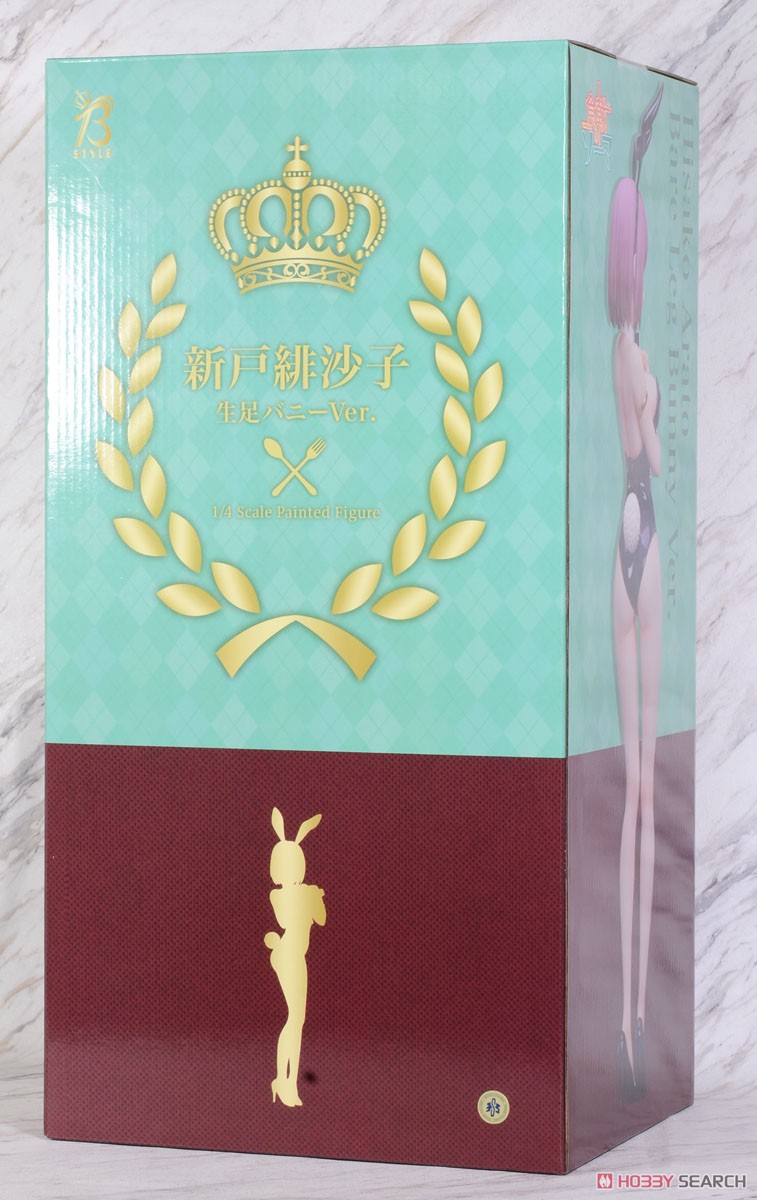 B
STYLE
新戸緋沙子
生足バニーVer.
1/4 Scale Painted Figure
Hisako Arato
Bare Leg Bunny Ver.
HOBBY SEARCH